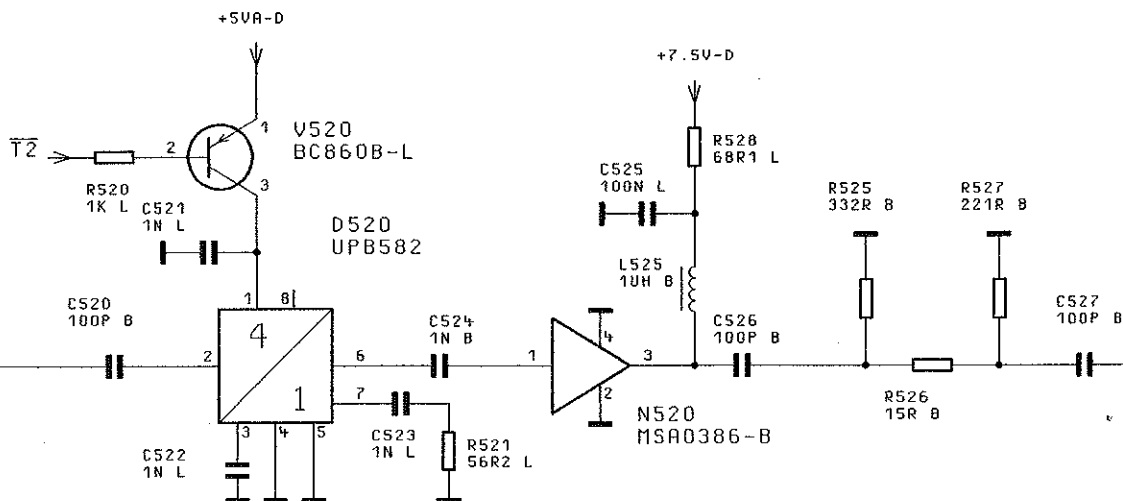 +5VA-D
+7.5V-D
T2
2
1
3
V520
BC860B-L
R520
1K L
C521
1N L
D520
UPB582
C525
100N L
R528
68R1 L
R525
332R B
R527
221R B
L525
1UH B
C520
100P B
1
8
4
1
2
6
7
3
4
5
C524
1N B
1
4
3
2
C526
100P B
C527
100P B
R526
15R B
N520
MSA0386-B
C522
1N L
C523
1N L
R521
56R2 L